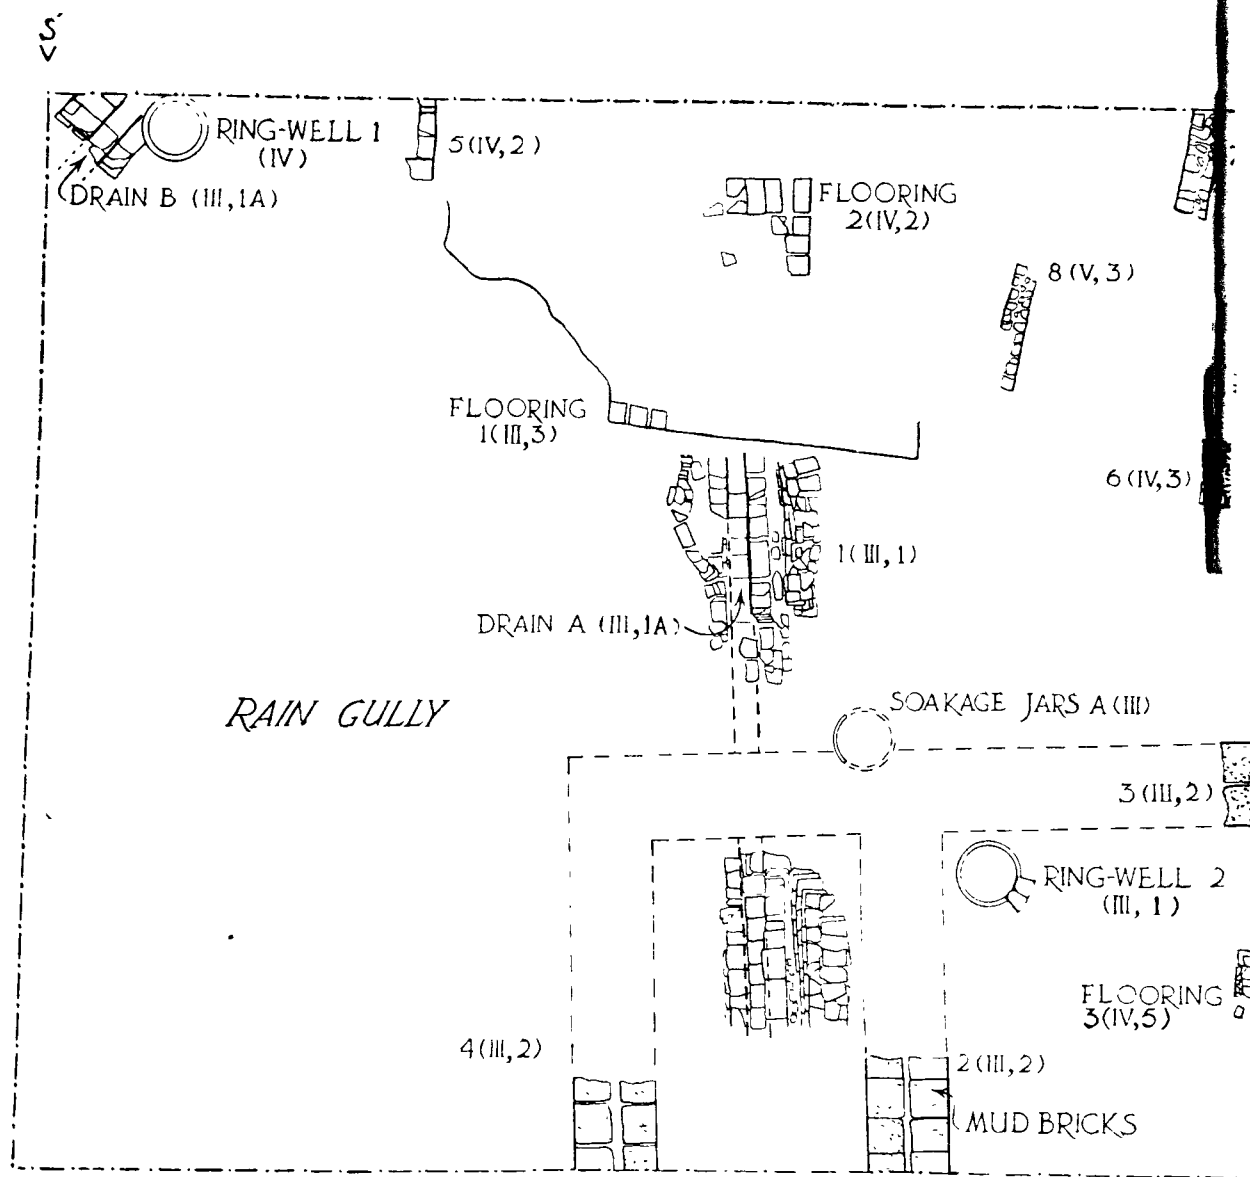 S'
RING-WELL 1
(IV)
5(IV,2)
DRAIN B (III,1A)
FLOORING
2(IV,2)
8(V,3)
FLOORING
1(III,3)
6(IV,3)
1(III,1)
DRAIN A (III,1A)
RAIN GULLY
SOAKAGE JARS A(III)
3(III,2)
RING-WELL 2
(III,1)
FLOORING
3(IV,5)
4(III,2)
2(III,2)
MUD BRICKS